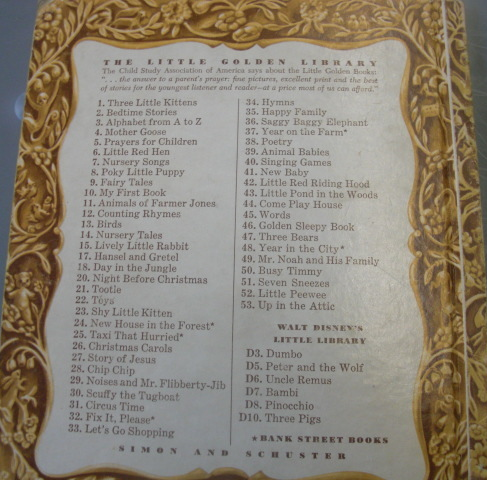 THE LITTLE GOLDEN LIBRARY
The Child Study Association of America says about the Little Golden Books:
". . . the answer to a parent's prayer: few pictures, excellent print and the best
of stories for the youngest listener and reader—at a price most of us can afford."
1. Three Little Kittens
2. Bedtime Stories
3. Alphabet from A to Z
4. Mother Goose
5. Prayers for Children
6. Little Red Hen
7. Nursery Songs
8. Poky Little Puppy
9. Fairy Tales
10. My First Book
11. Animals of Farmer Jones
12. Counting Rhymes
13. Birds
14. Nursery Tales
15. Lively Little Rabbit
17. Hansel and Gretel
18. Day in the Jungle
20. Night Before Christmas
21. Tootle
22. Toys
23. Shy Little Kitten
24. New House in the Forest*
25. Taxi That Hurried*
26. Christmas Carols
27. Story of Jesus
28. Chip Chip
29. Noises and Mr. Flibberty-Jib
30. Scuffy the Tugboat
31. Circus Time
32. Fix It, Please*
33. Let's Go Shopping
34. Hymns
35. Happy Family
36. Saggy Baggy Elephant
37. Year on the Farm*
38. Poetry
39. Animal Babies
40. Singing Games
41. New Baby
42. Little Red Riding Hood
43. Little Pond in the Woods
44. Come Play House
45. Words
46. Golden Sleepy Book
47. Three Bears
48. Year in the City*
49. Mr. Noah and His Family
50. Busy Timmy
51. Seven Sneezes
52. Little Peewee
53. Up in the Attic
WALT DISNEY'S
LITTLE LIBRARY
D3. Dumbo
D5. Peter and the Wolf
D6. Uncle Remus
D7. Bambi
D8. Pinocchio
D10. Three Pigs
*BANK STREET BOOKS
SIMON AND SCHUSTER